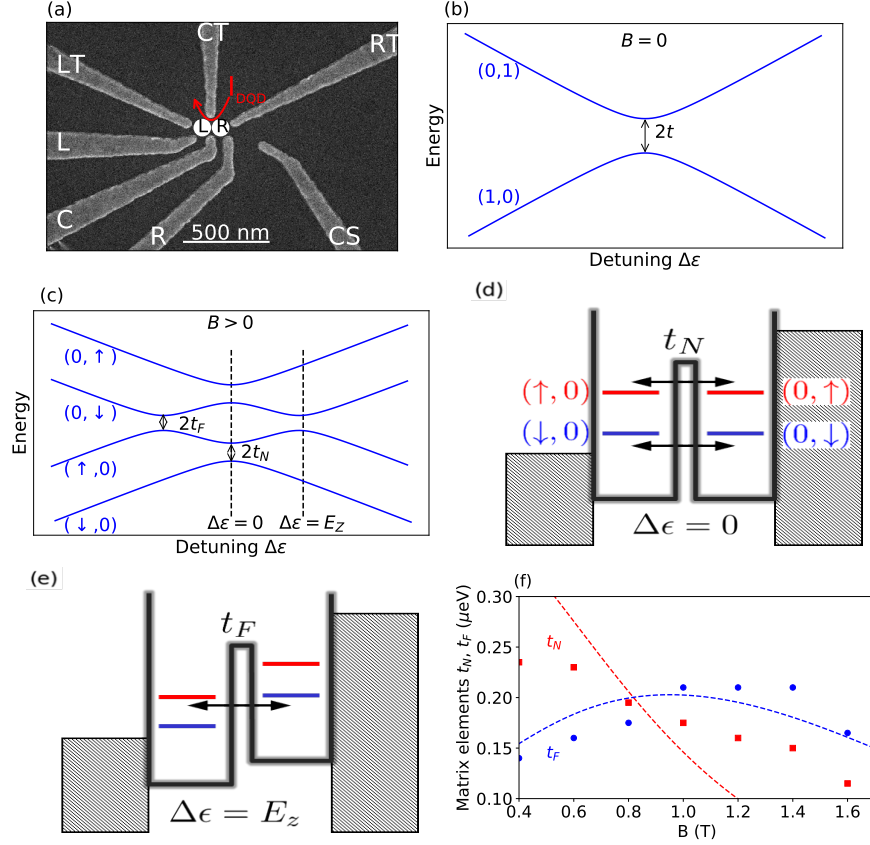 (a)
CT
RT
LT
I
DQD
L
R
L
C
R
500 nm
CS
(b)
B = 0
(0,1)
2t
(1,0)
Energy
Detuning Δε
(c)
B > 0
(0, ↑)
(0, ↓)
2t_F
(↑,0)
2t_N
(↓,0)
Δε = 0
Δε = E_Z
Energy
Detuning Δε
(d)
t_N
(↑, 0)
(0, ↑)
(↓, 0)
(0, ↓)
Δϵ = 0
(e)
t_F
Δϵ = E_z
(f)
0.30
0.25
0.20
0.15
0.10
t_N
t_F
Matrix elements t_N, t_F (μeV)
0.4
0.6
0.8
1.0
1.2
1.4
1.6
B (T)